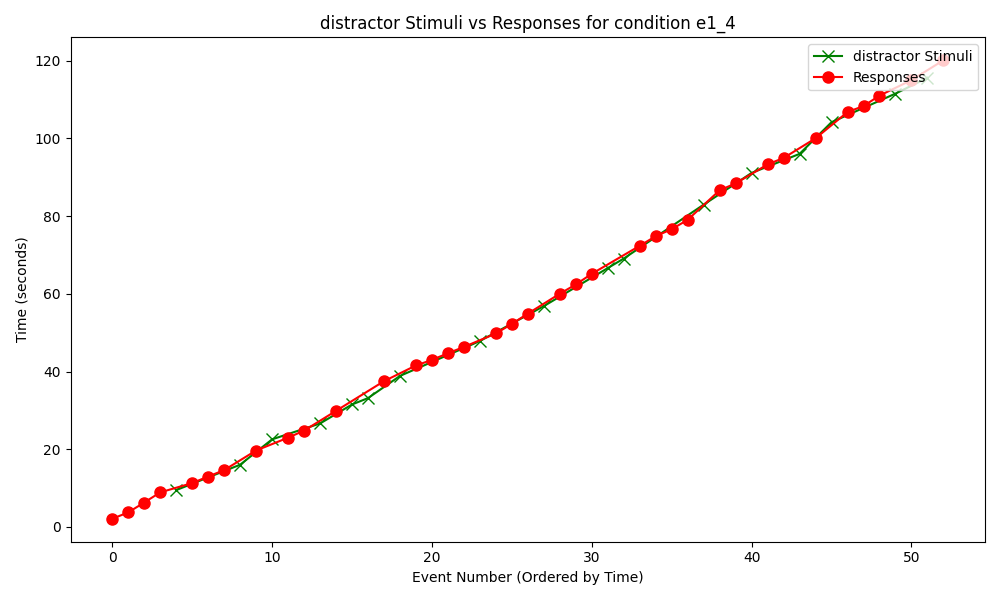 distractor Stimuli vs Responses for condition e1_4
distractor Stimuli
Responses
Time (seconds)
120
100
80
60
40
20
0
0 10 20 30 40 50
Event Number (Ordered by Time)